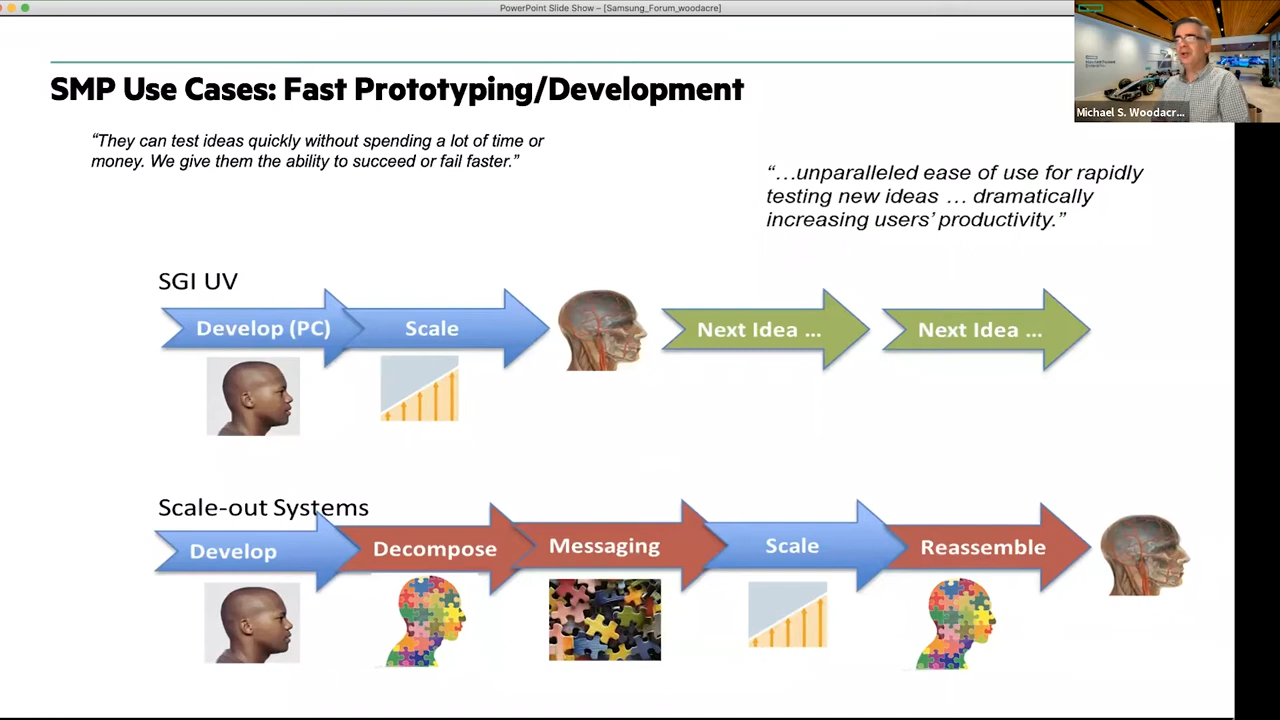 PowerPoint Slide Show – [Samsung_Forum_woodacre]
SMP Use Cases: Fast Prototyping/Development
“They can test ideas quickly without spending a lot of time or
money. We give them the ability to succeed or fail faster.”
“…unparalleled ease of use for rapidly
testing new ideas … dramatically
increasing users’ productivity.”
Michael S. Woodacr...
SGI UV
Develop (PC)
Scale
Next Idea ...
Next Idea ...
Scale-out Systems
Develop
Decompose
Messaging
Scale
Reassemble